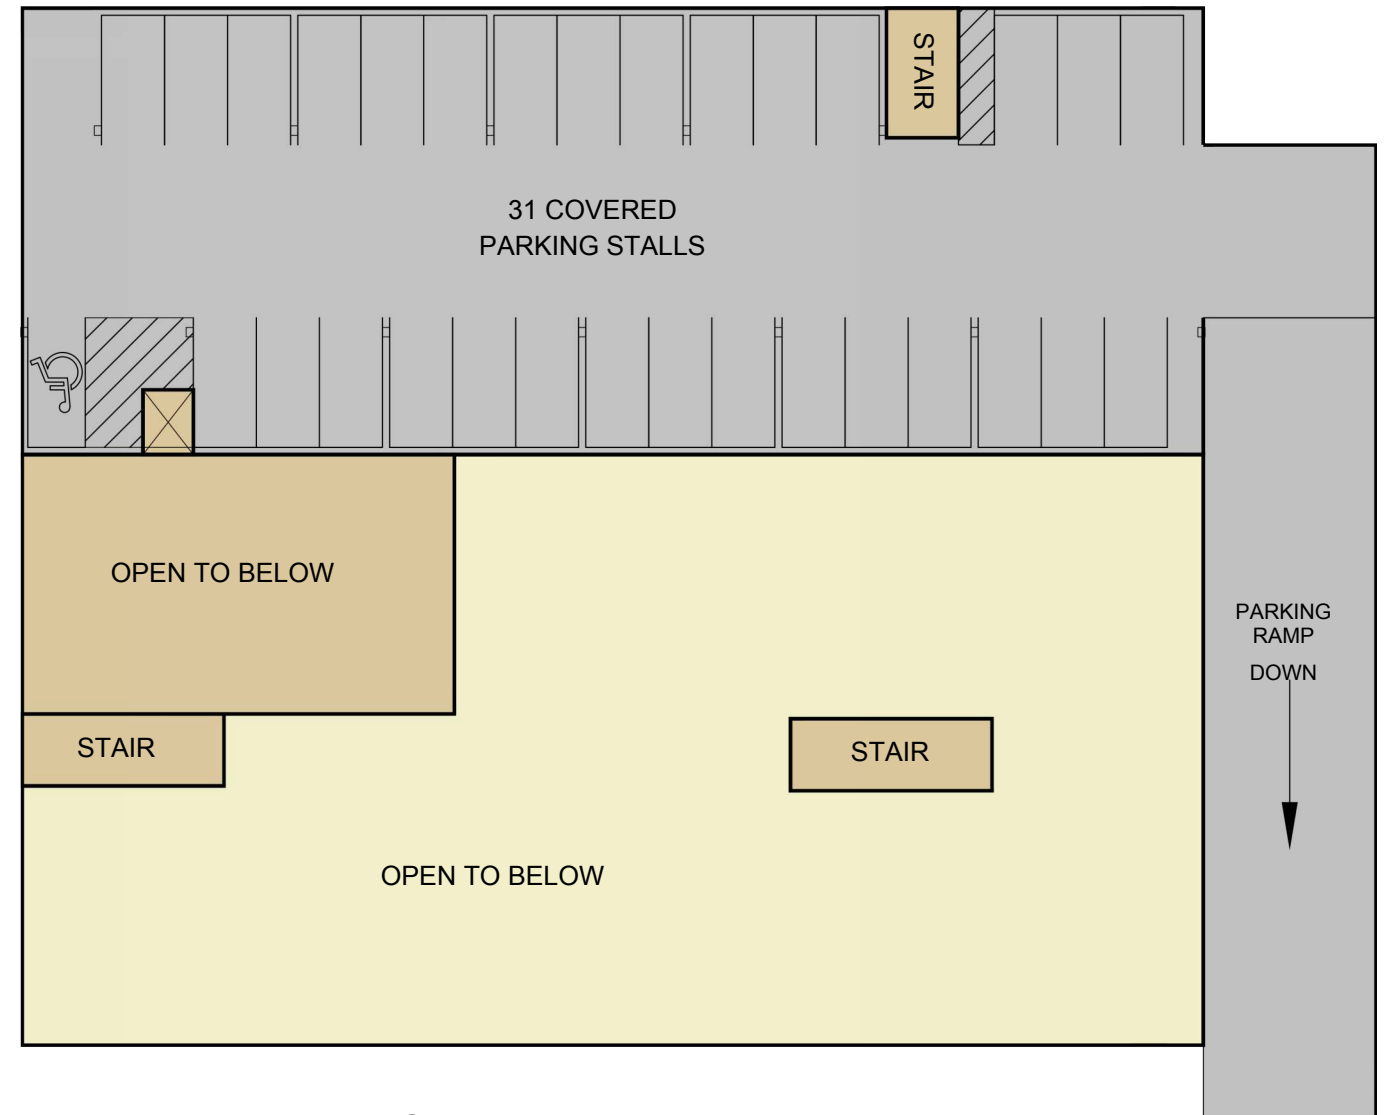 STAIR
31 COVERED
PARKING STALLS
OPEN TO BELOW
PARKING
RAMP
DOWN
STAIR
STAIR
OPEN TO BELOW